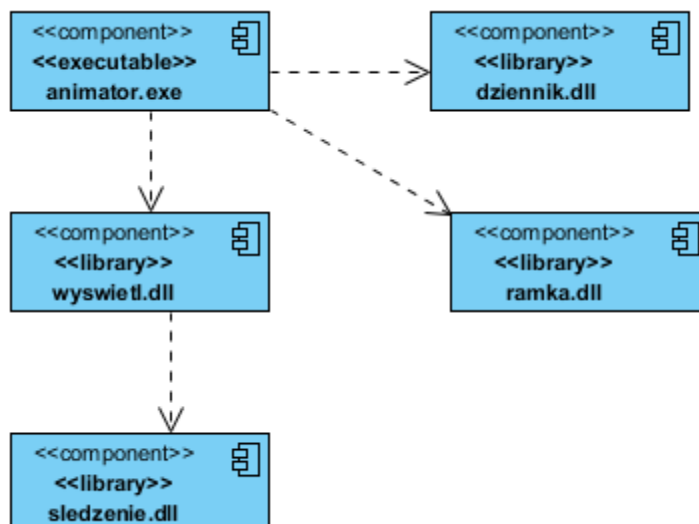 <<component>>
<<executable>>
animator.exe
<<component>>
<<library>>
dziennik.dll
<<component>>
<<library>>
wyswietl.dll
<<component>>
<<library>>
ramka.dll
<<component>>
<<library>>
sledzenie.dll